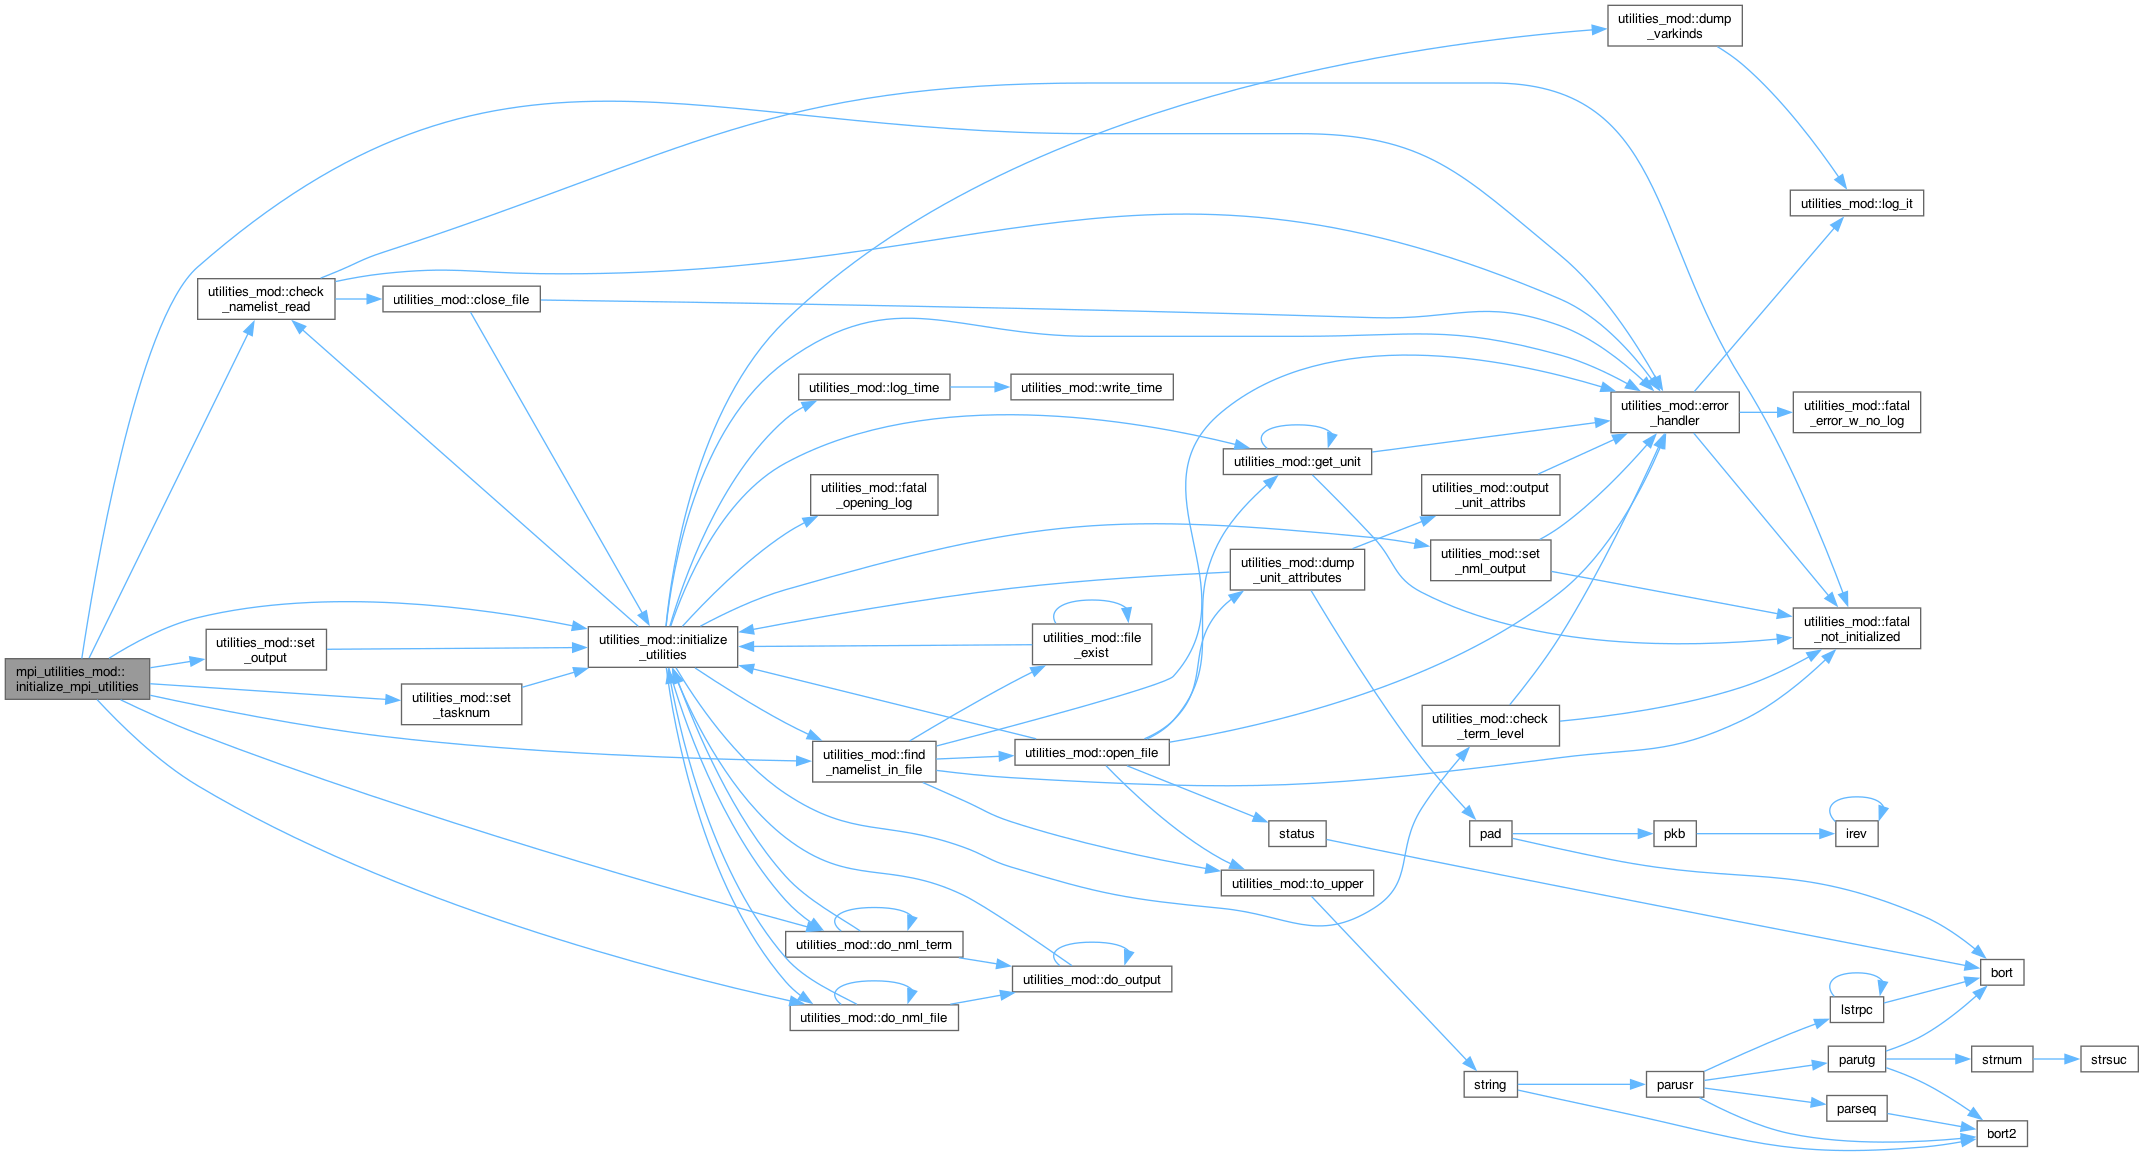 utilities_mod::dump
_varkinds
utilities_mod::log_it
utilities_mod::check
_namelist_read
utilities_mod::close_file
utilities_mod::log_time
utilities_mod::write_time
utilities_mod::error
_handler
utilities_mod::fatal
_error_w_no_log
utilities_mod::get_unit
utilities_mod::fatal
_opening_log
utilities_mod::output
_unit_attribs
utilities_mod::set
_nml_output
utilities_mod::dump
_unit_attributes
utilities_mod::fatal
_not_initialized
utilities_mod::file
_exist
utilities_mod::initialize
_utilities
utilities_mod::set
_output
mpi_utilities_mod::
initialize_mpi_utilities
utilities_mod::set
_tasknum
utilities_mod::check
_term_level
utilities_mod::find
_namelist_in_file
utilities_mod::open_file
status
pad
pkb
irev
utilities_mod::to_upper
utilities_mod::do_nml_term
utilities_mod::do_output
utilities_mod::do_nml_file
bort
lstrpc
parutg
strnum
strsuc
string
parusr
parseq
bort2